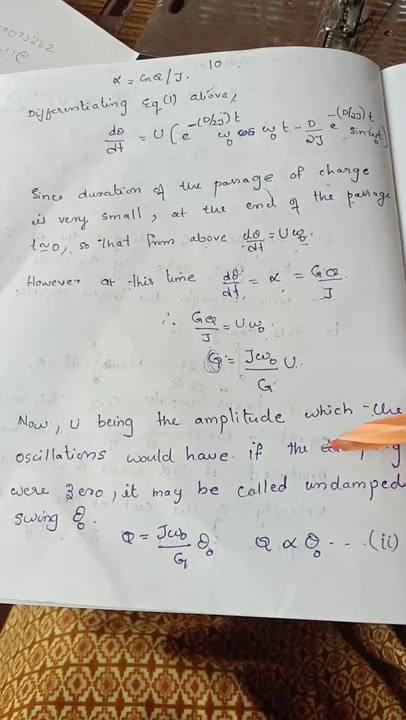 10
α = GQ/J.
Differentiating Eq(1) above,
dθ/dt = U(e^-(D/2J)t ω₀ cos ω₀t - D/2J e^-(D/2J)t sin ω₀t)
Since duration of the passage of charge
is very small, at the end of the passage
t≃0, so that from above dθ/dt = Uω₀.
However at this time dθ/dt = α = GQ/J
∴ GQ/J = Uω₀.
Q = Jω₀/G U.
Now, U being the amplitude which the
oscillations would have if the
were zero, it may be called undamped
swing θ₀.
Q = Jω₀/G θ₀ Q ∝ θ₀ --- (ii)